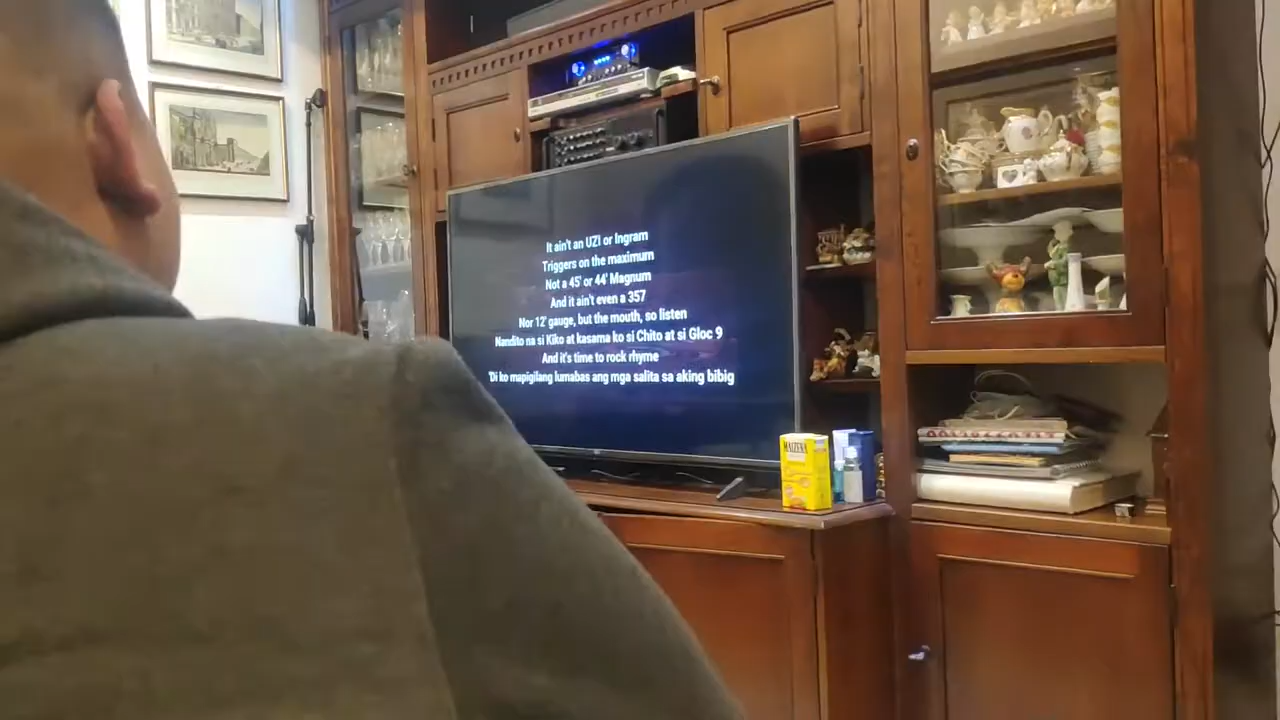 It ain't an UZI or Ingram
Triggers on the maximum
Not a 45' or 44' Magnum
And it ain't even a 357
Nor 12' gauge, but the mouth, so listen
Nandito na si Kiko at kasama ko si Chito at si Gloc 9
And it's time to rock rhyme
'Di ko mapigilang lumabas ang mga salita sa aking bibig
MAIZENA